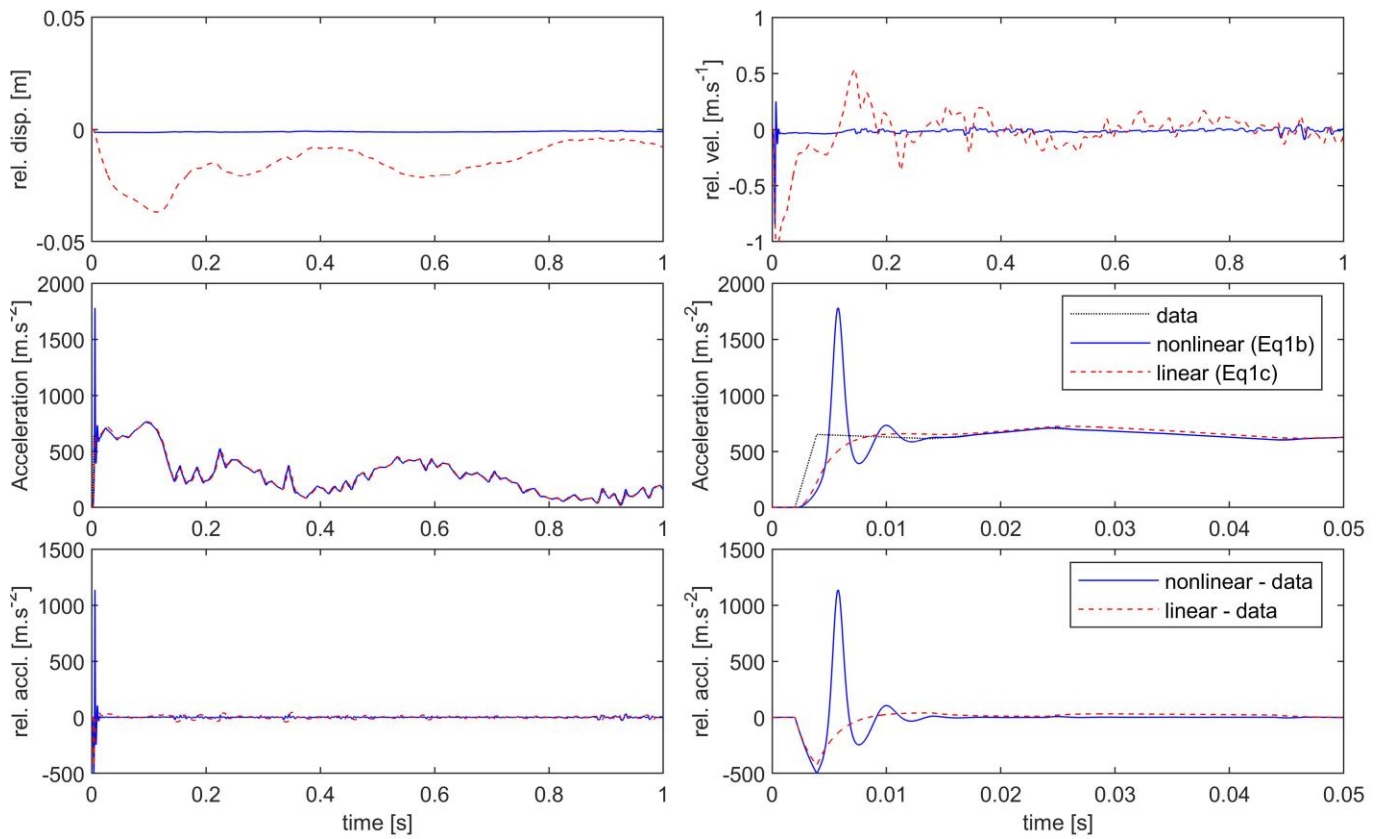 0.05
0
-0.05
rel. disp. [m]
0 0.2 0.4 0.6 0.8 1
1
0.5
0
-0.5
-1
rel. vel. [m.s-1]
0 0.2 0.4 0.6 0.8 1
2000
1500
1000
500
0
Acceleration [m.s-2]
0 0.2 0.4 0.6 0.8 1
2000
1500
1000
500
0
Acceleration [m.s-2]
data
nonlinear (Eq1b)
linear (Eq1c)
0 0.01 0.02 0.03 0.04 0.05
1500
1000
500
0
-500
rel. accl. [m.s-2]
0 0.2 0.4 0.6 0.8 1
time [s]
1500
1000
500
0
-500
rel. accl. [m.s-2]
nonlinear - data
linear - data
0 0.01 0.02 0.03 0.04 0.05
time [s]